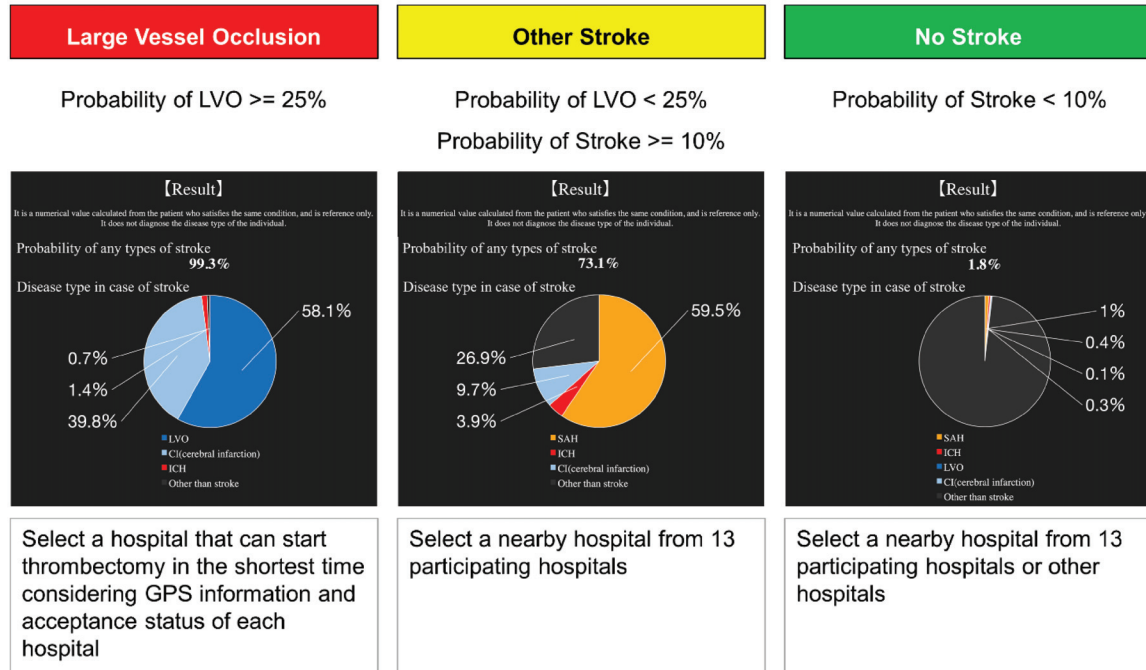 Large Vessel Occlusion
Probability of LVO >= 25%
【Result】
It is a numerical value calculated from the patient who satisfies the same condition, and is reference only.
It does not diagnose the disease type of the individual.
Probability of any types of stroke
99.3%
Disease type in case of stroke
58.1%
0.7%
1.4%
39.8%
LVO
CI(cerebral infarction)
ICH
Other than stroke
Select a hospital that can start
thrombectomy in the shortest time
considering GPS information and
acceptance status of each
hospital
Other Stroke
Probability of LVO < 25%
Probability of Stroke >= 10%
【Result】
It is a numerical value calculated from the patient who satisfies the same condition, and is reference only.
It does not diagnose the disease type of the individual.
Probability of any types of stroke
73.1%
Disease type in case of stroke
59.5%
26.9%
9.7%
3.9%
SAH
ICH
CI(cerebral infarction)
Other than stroke
Select a nearby hospital from 13
participating hospitals
No Stroke
Probability of Stroke < 10%
【Result】
It is a numerical value calculated from the patient who satisfies the same condition, and is reference only.
It does not diagnose the disease type of the individual.
Probability of any types of stroke
1.8%
Disease type in case of stroke
1%
0.4%
0.1%
0.3%
SAH
ICH
LVO
CI(cerebral infarction)
Other than stroke
Select a nearby hospital from 13
participating hospitals or other
hospitals